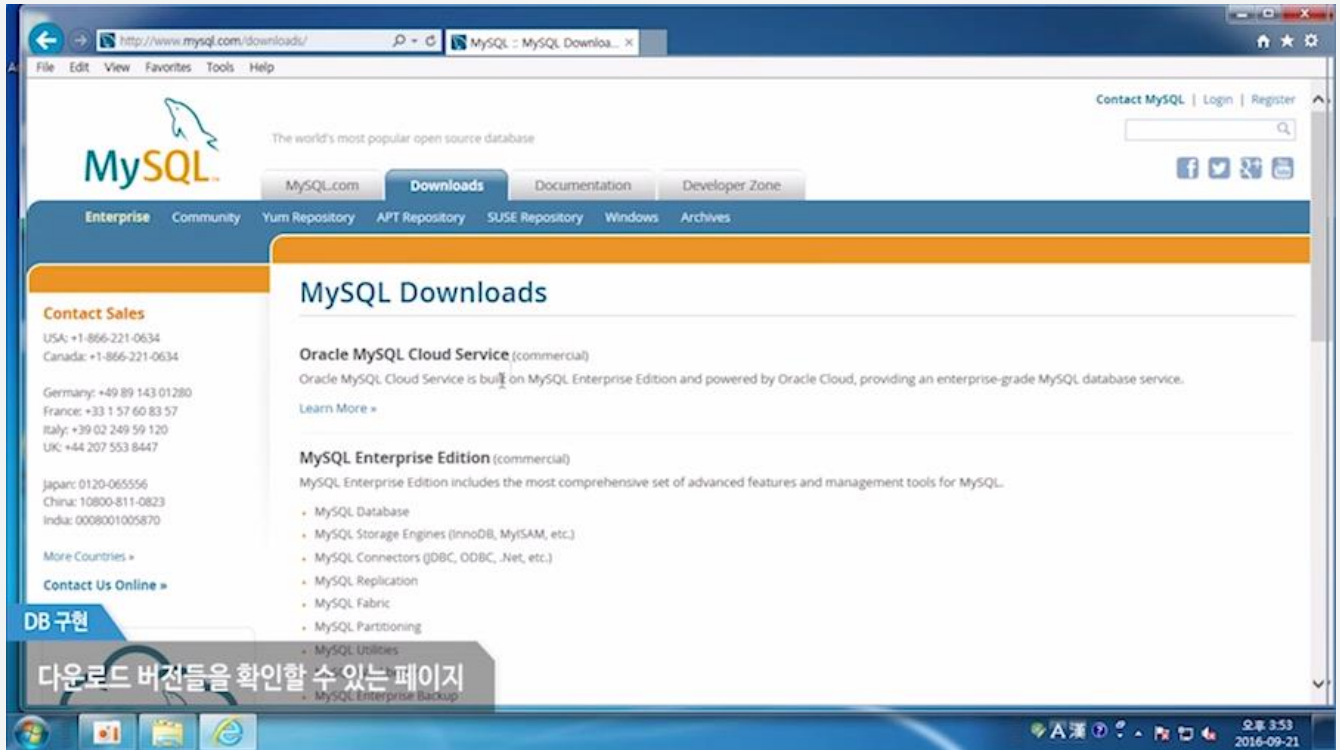 http://www.mysql.com/downloads/
MySQL :: MySQL Downloa...
File Edit View Favorites Tools Help
Contact MySQL | Login | Register
MySQL
The world's most popular open source database
MySQL.com Downloads Documentation Developer Zone
Enterprise Community Yum Repository APT Repository SUSE Repository Windows Archives
MySQL Downloads
Contact Sales
USA: +1-866-221-0634
Canada: +1-866-221-0634
Germany: +49 89 143 01280
France: +33 1 57 60 83 57
Italy: +39 02 249 59 120
UK: +44 207 553 8447
Japan: 0120-065556
China: 10800-811-0823
India: 0008001005870
More Countries »
Contact Us Online »
Oracle MySQL Cloud Service (commercial)
Oracle MySQL Cloud Service is built on MySQL Enterprise Edition and powered by Oracle Cloud, providing an enterprise-grade MySQL database service.
Learn More »
MySQL Enterprise Edition (commercial)
MySQL Enterprise Edition includes the most comprehensive set of advanced features and management tools for MySQL.
MySQL Database
MySQL Storage Engines (InnoDB, MyISAM, etc.)
MySQL Connectors (JDBC, ODBC, .Net, etc.)
MySQL Replication
MySQL Fabric
MySQL Partitioning
MySQL Utilities
MySQL Enterprise Backup
DB 구현
다운로드 버전들을 확인할 수 있는 페이지
A 漢
오후 3:53
2016-09-21